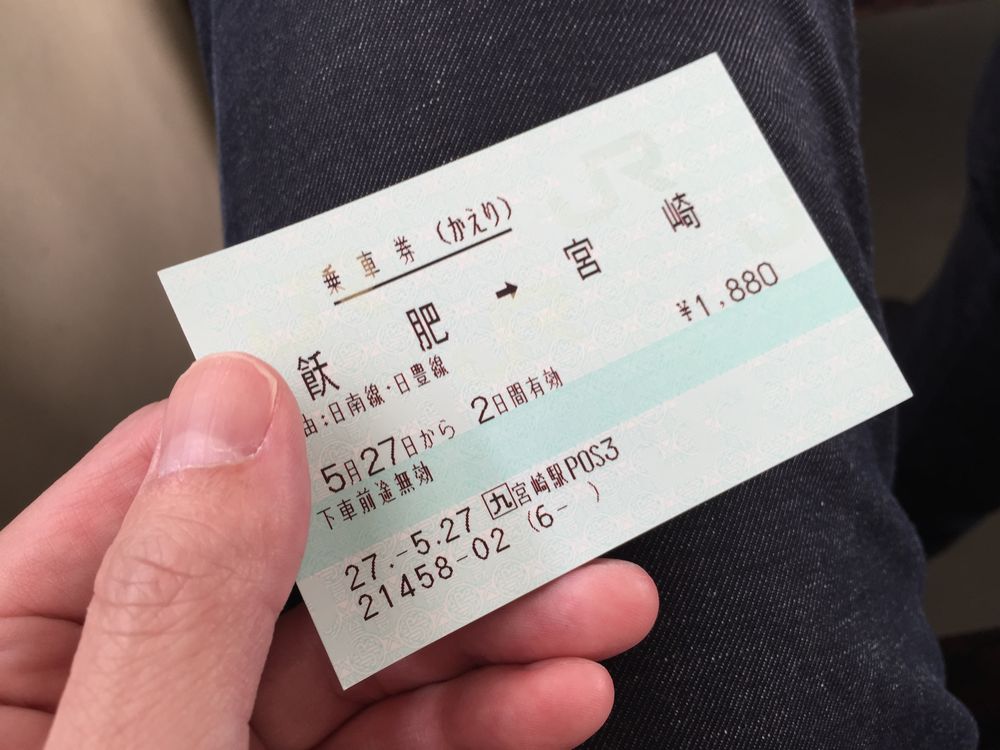 乗車券(かえり)
飫肥→宮崎
由:日南線・日豊線
¥1,880
5月27日から 2日間有効
下車前途無効
27.-5.27 九宮崎駅POS3
21458-02 (6- )
JR